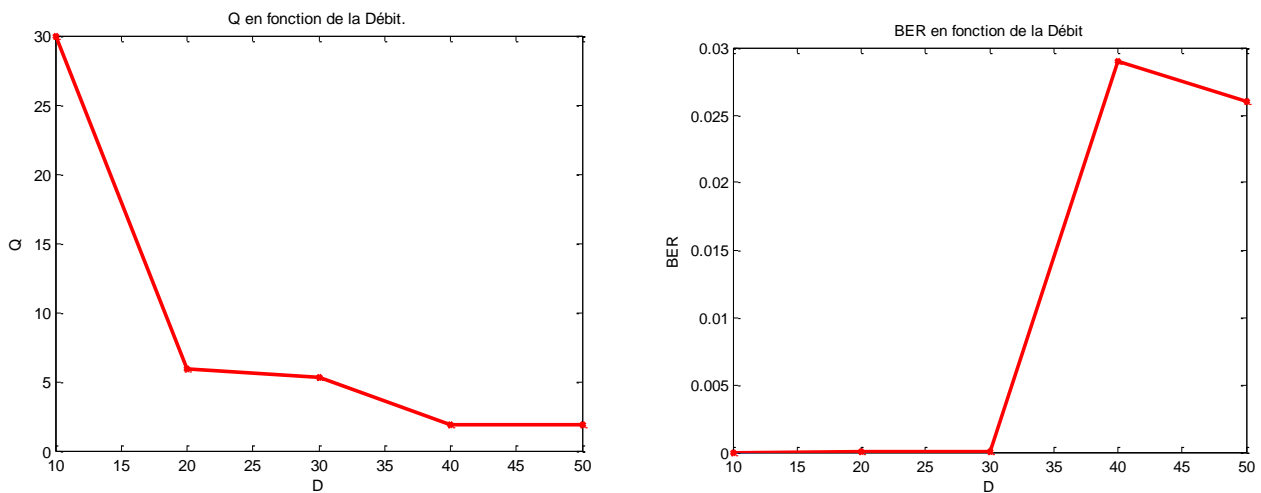 Q en fonction de la Débit.
30
25
20
15
10
5
0
Q
10 15 20 25 30 35 40 45 50
D
BER en fonction de la Débit
0.03
0.025
0.02
0.015
0.01
0.005
0
BER
10 15 20 25 30 35 40 45 50
D